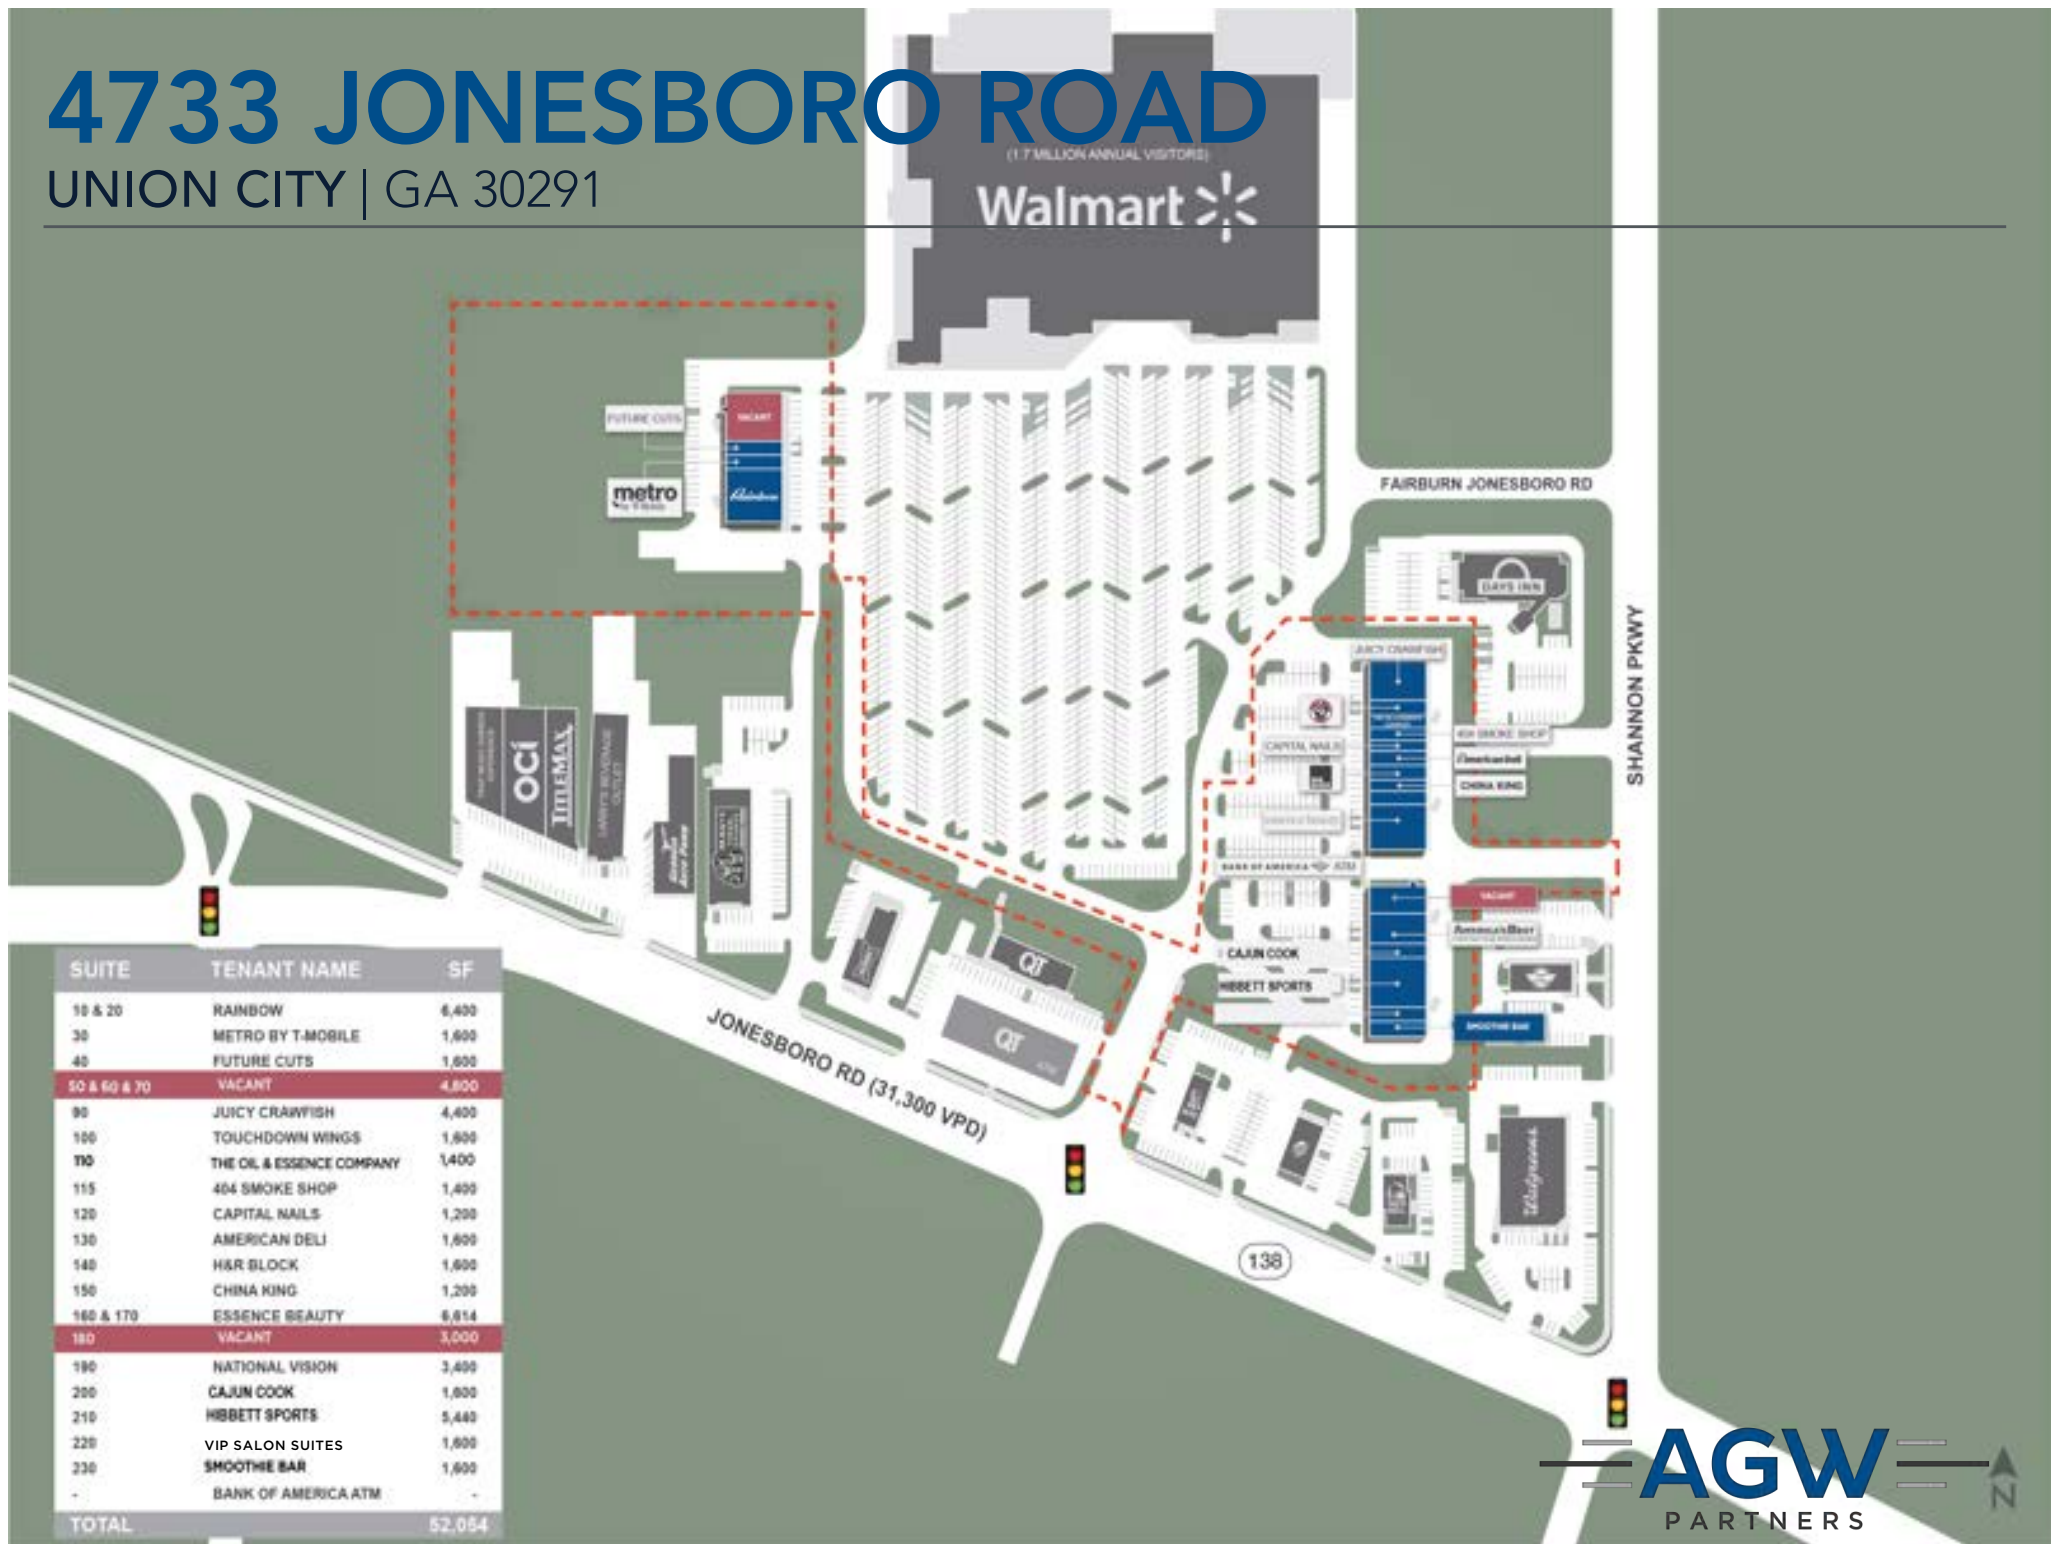 4733 JONESBORO ROAD
UNION CITY | GA 30291
(1.7 MILLION ANNUAL VISITORS)
Walmart
FUTURE CUTS
VACANT
metro
Rainbow
FAIRBURN JONESBORO RD
DAYS INN
SHANNON PKWY
JUICY CRAWFISH
404 SMOKE SHOP
CAPITAL NAILS
American Deli
CHINA KING
BANK OF AMERICA ATM
VACANT
AMERICA'S BEST
CAJUN COOK
HIBBETT SPORTS
SMOOTHIE BAR
OCI
TITLEMAX
BEVERAGE
OUTLET
QT
QT
JONESBORO RD (31,300 VPD)
138
Walgreens
SUITE TENANT NAME SF
10 & 20 RAINBOW 6,400
30 METRO BY T-MOBILE 1,600
40 FUTURE CUTS 1,600
50 & 60 & 70 VACANT 4,800
90 JUICY CRAWFISH 4,400
100 TOUCHDOWN WINGS 1,600
110 THE OIL & ESSENCE COMPANY 1,400
115 404 SMOKE SHOP 1,400
120 CAPITAL NAILS 1,200
130 AMERICAN DELI 1,600
140 H&R BLOCK 1,600
150 CHINA KING 1,200
160 & 170 ESSENCE BEAUTY 6,614
180 VACANT 3,000
190 NATIONAL VISION 3,400
200 CAJUN COOK 1,600
210 HIBBETT SPORTS 5,440
220 VIP SALON SUITES 1,600
230 SMOOTHIE BAR 1,600
- BANK OF AMERICA ATM -
TOTAL 52,054
AGW
PARTNERS
N